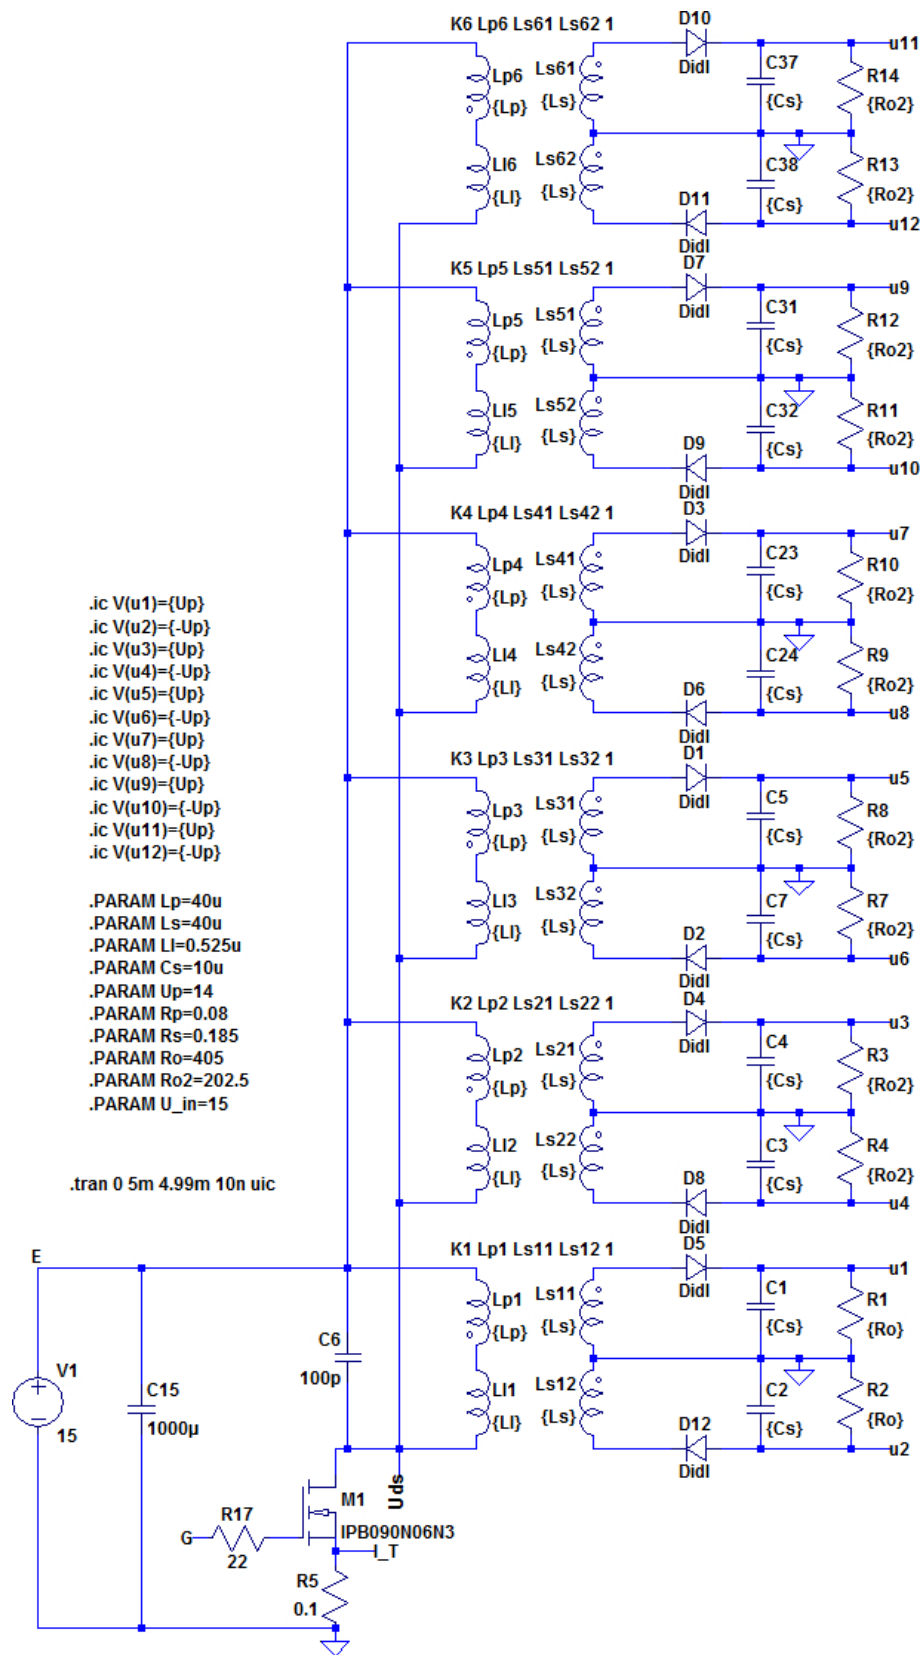 K6 Lp6 Ls61 Ls62 1
D10
Didl
u11
Lp6
{Lp}
Ls61
{Ls}
C37
{Cs}
R14
{Ro2}
Ll6
{Ll}
Ls62
{Ls}
C38
{Cs}
R13
{Ro2}
D11
Didl
u12
K5 Lp5 Ls51 Ls52 1
D7
Didl
u9
Lp5
{Lp}
Ls51
{Ls}
C31
{Cs}
R12
{Ro2}
Ll5
{Ll}
Ls52
{Ls}
C32
{Cs}
R11
{Ro2}
D9
Didl
u10
K4 Lp4 Ls41 Ls42 1
D3
Didl
u7
Lp4
{Lp}
Ls41
{Ls}
C23
{Cs}
R10
{Ro2}
Ll4
{Ll}
Ls42
{Ls}
C24
{Cs}
R9
{Ro2}
D6
Didl
u8
.ic V(u1)={Up}
.ic V(u2)={-Up}
.ic V(u3)={Up}
.ic V(u4)={-Up}
.ic V(u5)={Up}
.ic V(u6)={-Up}
.ic V(u7)={Up}
.ic V(u8)={-Up}
.ic V(u9)={Up}
.ic V(u10)={-Up}
.ic V(u11)={Up}
.ic V(u12)={-Up}
K3 Lp3 Ls31 Ls32 1
D1
Didl
u5
Lp3
{Lp}
Ls31
{Ls}
C5
{Cs}
R8
{Ro2}
Ll3
{Ll}
Ls32
{Ls}
C7
{Cs}
R7
{Ro2}
D2
Didl
u6
.PARAM Lp=40u
.PARAM Ls=40u
.PARAM Ll=0.525u
.PARAM Cs=10u
.PARAM Up=14
.PARAM Rp=0.08
.PARAM Rs=0.185
.PARAM Ro=405
.PARAM Ro2=202.5
.PARAM U_in=15
K2 Lp2 Ls21 Ls22 1
D4
Didl
u3
Lp2
{Lp}
Ls21
{Ls}
C4
{Cs}
R3
{Ro2}
Ll2
{Ll}
Ls22
{Ls}
C3
{Cs}
R4
{Ro2}
D8
Didl
u4
.tran 0 5m 4.99m 10n uic
K1 Lp1 Ls11 Ls12 1
D5
Didl
u1
Lp1
{Lp}
Ls11
{Ls}
C1
{Cs}
R1
{Ro}
Ll1
{Ll}
Ls12
{Ls}
C2
{Cs}
R2
{Ro}
D12
Didl
u2
E
V1
15
C15
1000µ
C6
100p
Uds
M1
IPB090N06N3
G
R17
22
I_T
R5
0.1